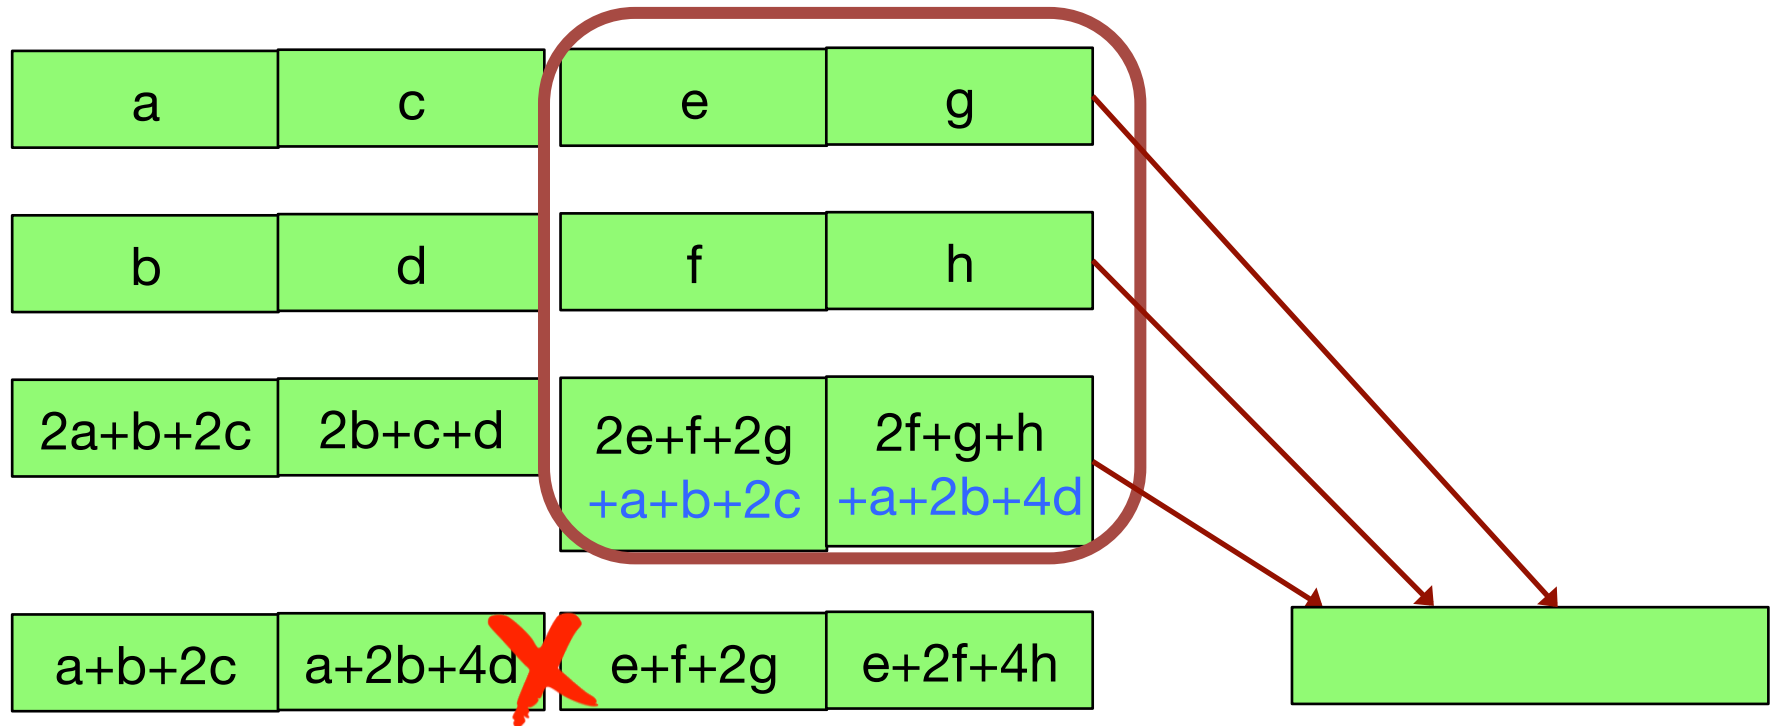 a c e g
b d f h
2a+b+2c 2b+c+d 2e+f+2g 2f+g+h
+a+b+2c +a+2b+4d
a+b+2c a+2b+4d e+f+2g e+2f+4h